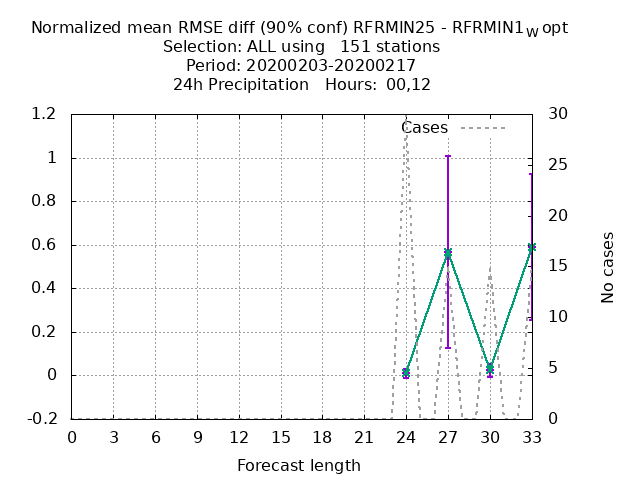 Normalized mean RMSE diff (90% conf) RFRMIN25 - RFRMIN1Wopt
Selection: ALL using   151 stations
Period: 20200203-20200217
24h Precipitation   Hours: 00,12
Cases
1.2
1
0.8
0.6
0.4
0.2
0
-0.2
30
25
20
15
10
5
0
No cases
0 3 6 9 12 15 18 21 24 27 30 33
Forecast length